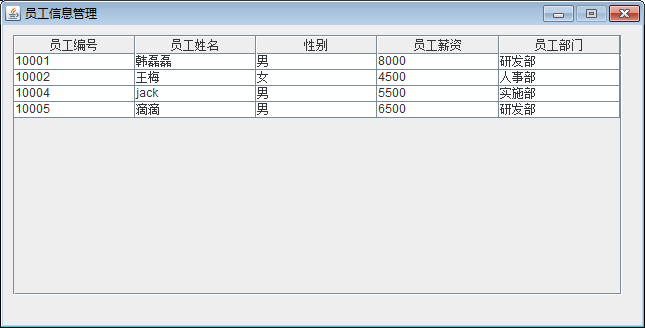 员工信息管理
员工编号 员工姓名 性别 员工薪资 员工部门
10001 韩磊磊 男 8000 研发部
10002 王梅 女 4500 人事部
10004 jack 男 5500 实施部
10005 滴滴 男 6500 研发部